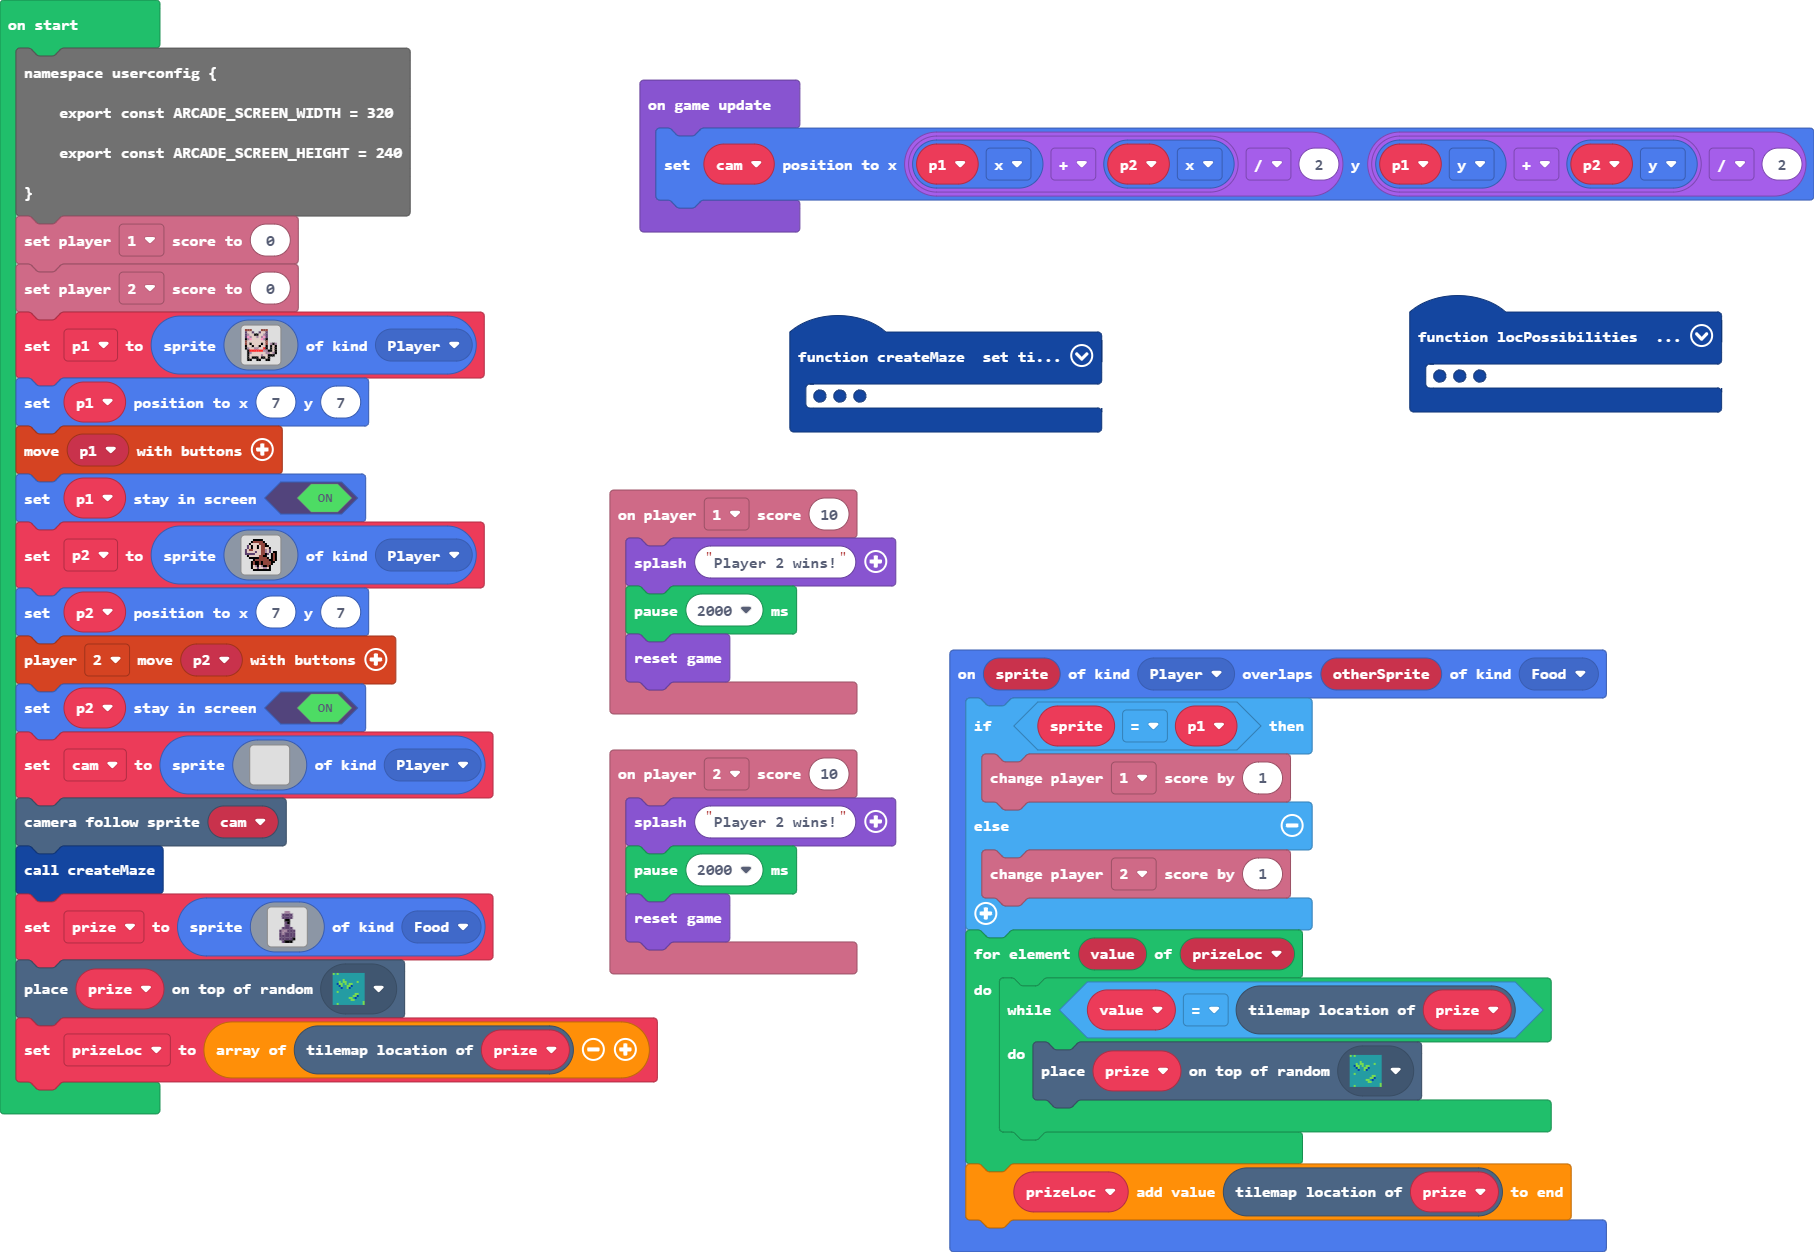 on start
namespace userconfig {
export const ARCADE_SCREEN_WIDTH = 320
export const ARCADE_SCREEN_HEIGHT = 240
}
set player 1 score to 0
set player 2 score to 0
set p1 to sprite of kind Player
set p1 position to x 7 y 7
move p1 with buttons
set p1 stay in screen ON
set p2 to sprite of kind Player
set p2 position to x 7 y 7
player 2 move p2 with buttons
set p2 stay in screen ON
set cam to sprite of kind Player
camera follow sprite cam
call createMaze
set prize to sprite of kind Food
place prize on top of random
set prizeLoc to array of tilemap location of prize
on game update
set cam position to x p1 x + p2 x / 2 y p1 y + p2 y / 2
function createMaze set ti...
function locPossibilities ...
on player 1 score 10
splash "Player 2 wins!"
pause 2000 ms
reset game
on player 2 score 10
splash "Player 2 wins!"
pause 2000 ms
reset game
on sprite of kind Player overlaps otherSprite of kind Food
if sprite = p1 then
change player 1 score by 1
else
change player 2 score by 1
for element value of prizeLoc
do
while value = tilemap location of prize
do
place prize on top of random
prizeLoc add value tilemap location of prize to end